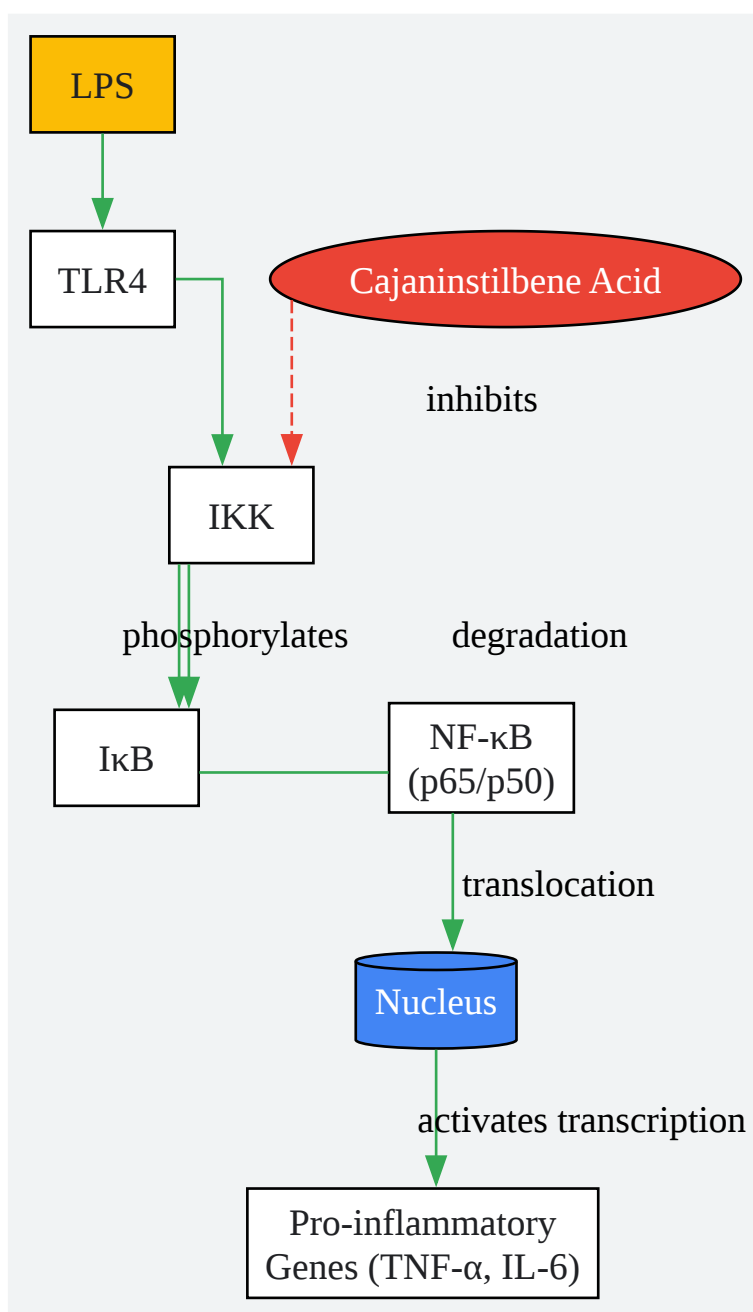 LPS
TLR4
Cajaninstilbene Acid
inhibits
IKK
phosphorylates
degradation
IκB
NF-κB
(p65/p50)
translocation
Nucleus
activates transcription
Pro-inflammatory
Genes (TNF-α, IL-6)